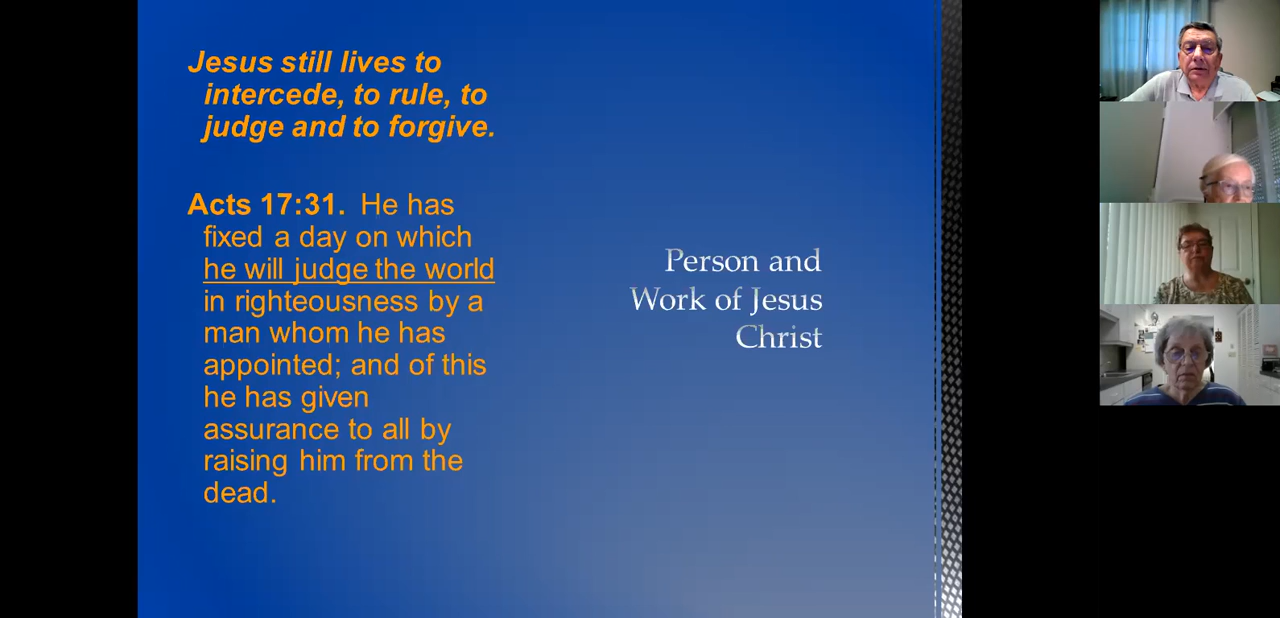 Jesus still lives to
intercede, to rule, to
judge and to forgive.
Acts 17:31. He has
fixed a day on which
he will judge the world
in righteousness by a
man whom he has
appointed; and of this
he has given
assurance to all by
raising him from the
dead.
Person and
Work of Jesus
Christ